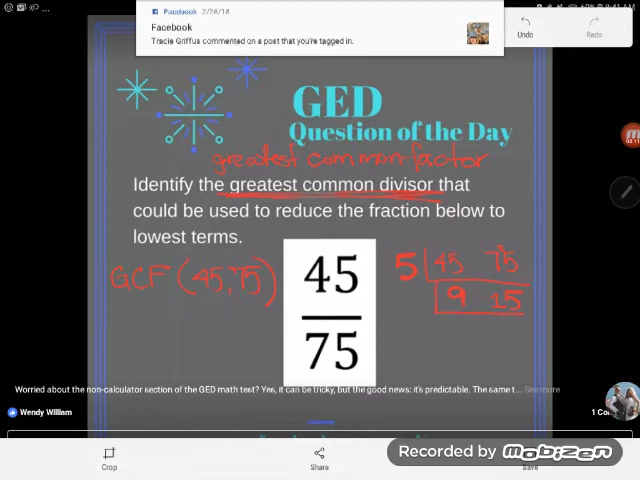 Facebook 2/26/18
Facebook
Tracie Griffus commented on a post that you're tagged in.
Undo
Redo
GED
Question of the Day
greatest common factor
Identify the greatest common divisor that
could be used to reduce the fraction below to
lowest terms.
GCF (45,75)
45
75
5 45 75
9 15
Worried about the non-calculator section of the GED math test? Yes, it can be tricky, but the good news: it's predictable. The same t... See more
Wendy William
Crop
Share
Save
Recorded by Mobizen